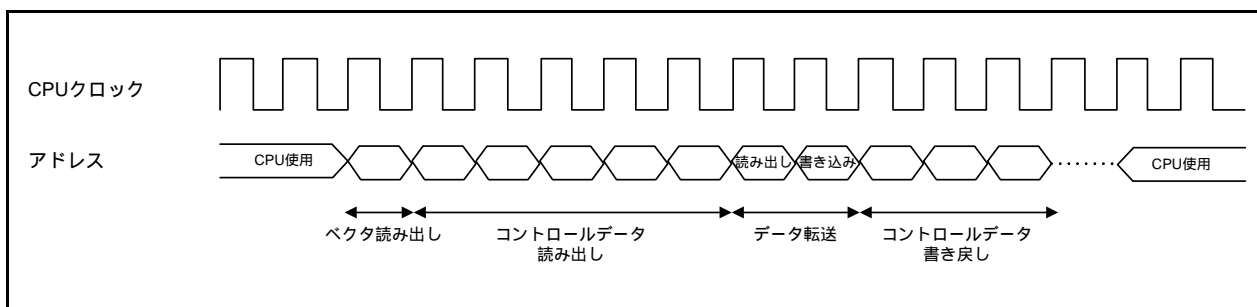 CPUクロック
アドレス
CPU使用
読み出し
書き込み
CPU使用
ベクタ読み出し
コントロールデータ
読み出し
データ転送
コントロールデータ
書き戻し